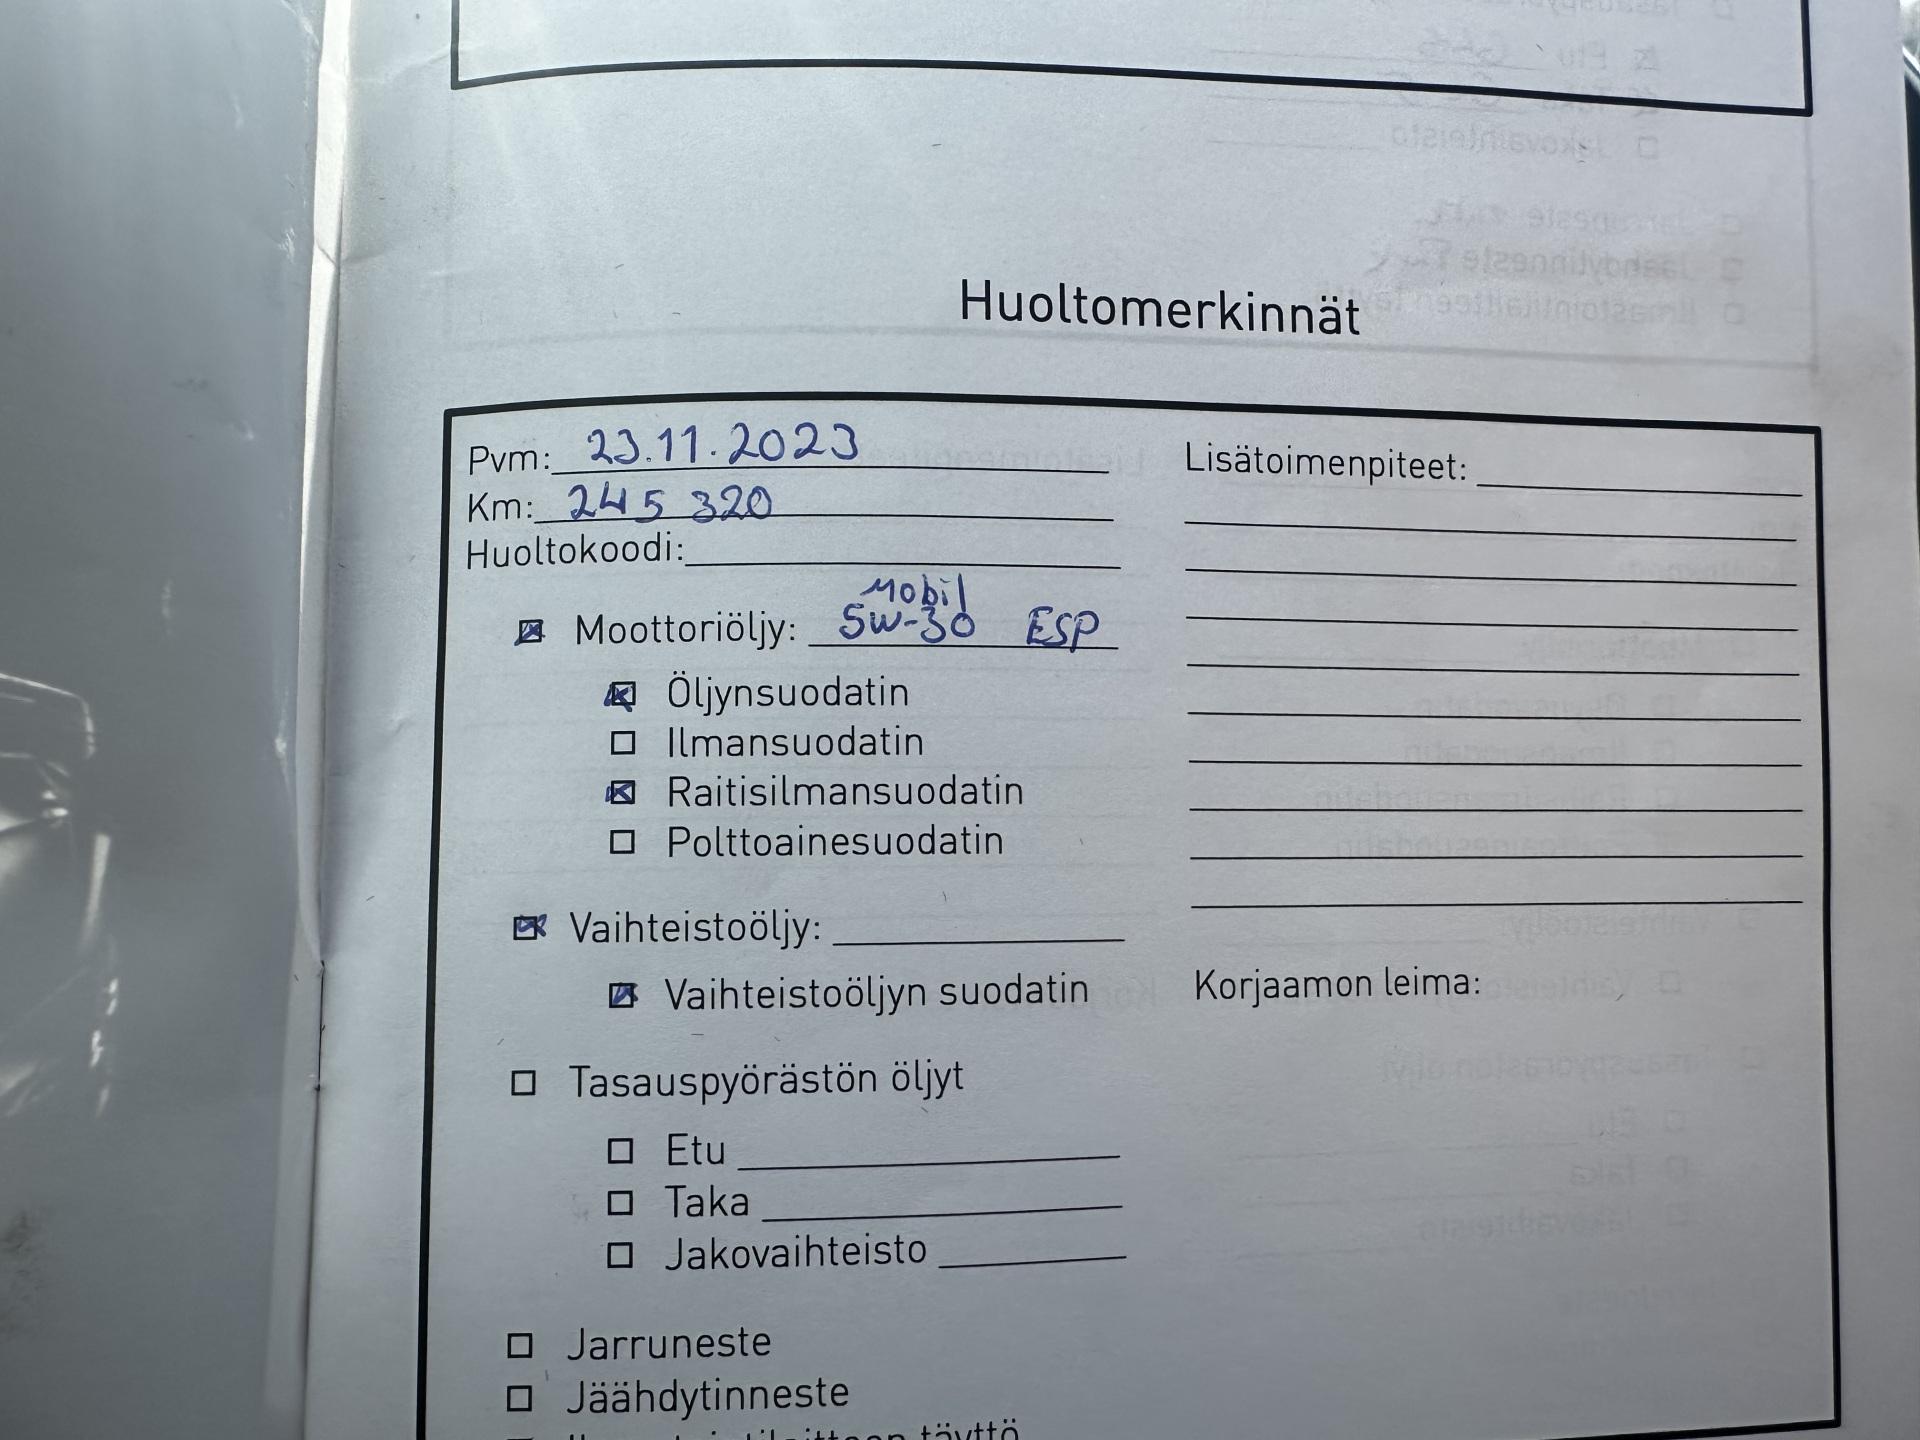 Huoltomerkinnät
Pvm: 23.11.2023
Km: 245 320
Huoltokoodi:
Mobil
Moottoriöljy: 5W-30 ESP
Öljynsuodatin
Ilmansuodatin
Raitisilmansuodatin
Polttoainesuodatin
Vaihteistoöljy:
Vaihteistoöljyn suodatin
Tasauspyörästön öljyt
Etu
Taka
Jakovaihteisto
Jarruneste
Jäähdytinneste
täyttö
Lisätoimenpiteet:
Korjaamon leima: